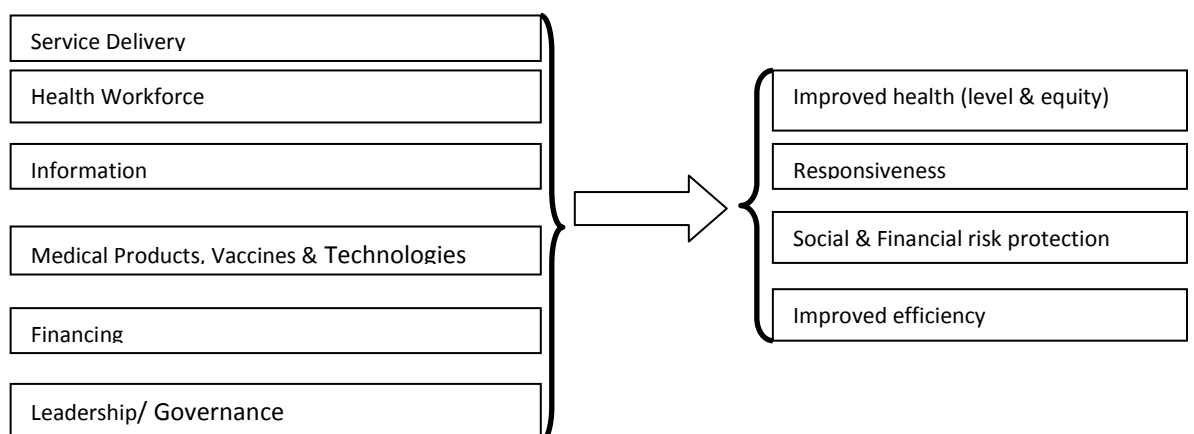 Service Delivery
Health Workforce
Information
Medical Products, Vaccines & Technologies
Financing
Leadership/ Governance
Improved health (level & equity)
Responsiveness
Social & Financial risk protection
Improved efficiency